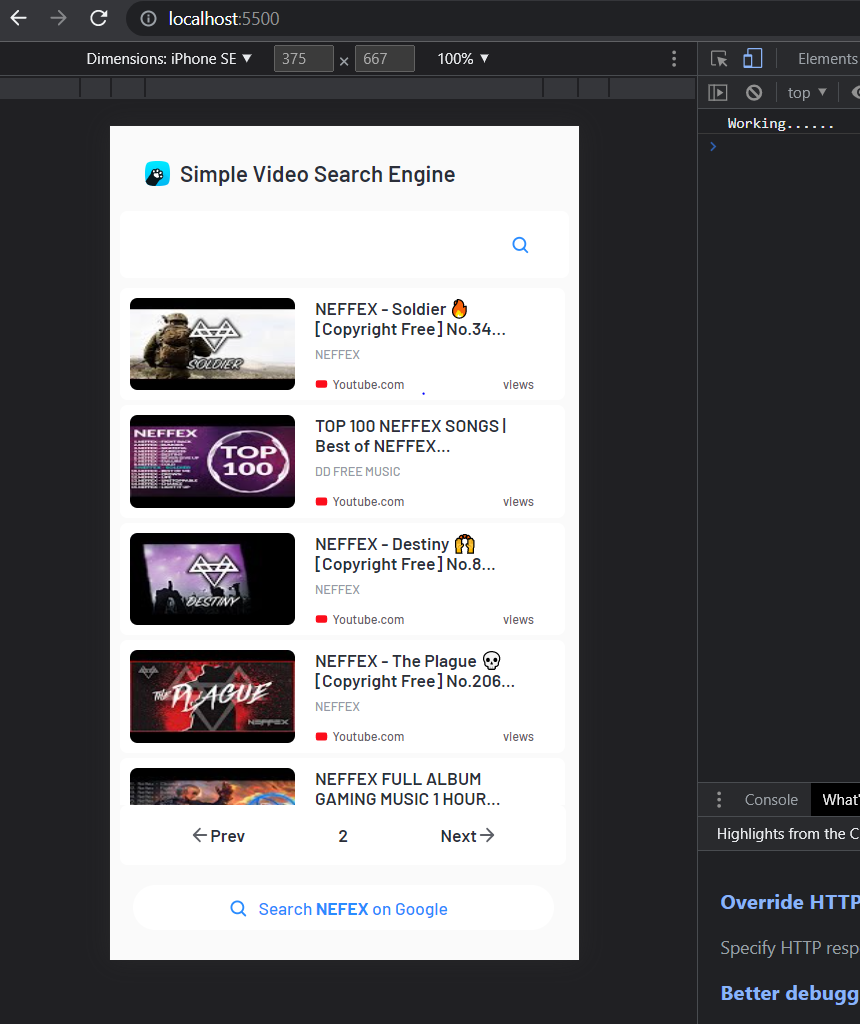 localhost:5500
Dimensions: iPhone SE ▼ 375 × 667 100% ▼
Elements
top ▼
Working......
Simple Video Search Engine
NEFFEX - Soldier 🔥
[Copyright Free] No.34...
NEFFEX
Youtube.com views
SOLDIER
TOP 100 NEFFEX SONGS |
Best of NEFFEX...
DD FREE MUSIC
Youtube.com views
NEFFEX
TOP
100
NEFFEX - Destiny 🙌
[Copyright Free] No.8...
NEFFEX
Youtube.com views
DESTINY
NEFFEX - The Plague 💀
[Copyright Free] No.206...
NEFFEX
Youtube.com views
THE PLAGUE
NEFFEX
NEFFEX FULL ALBUM
GAMING MUSIC 1 HOUR...
Prev 2 Next
Search NEFEX on Google
Console What'
Highlights from the C
Override HTTP
Specify HTTP resp
Better debugg